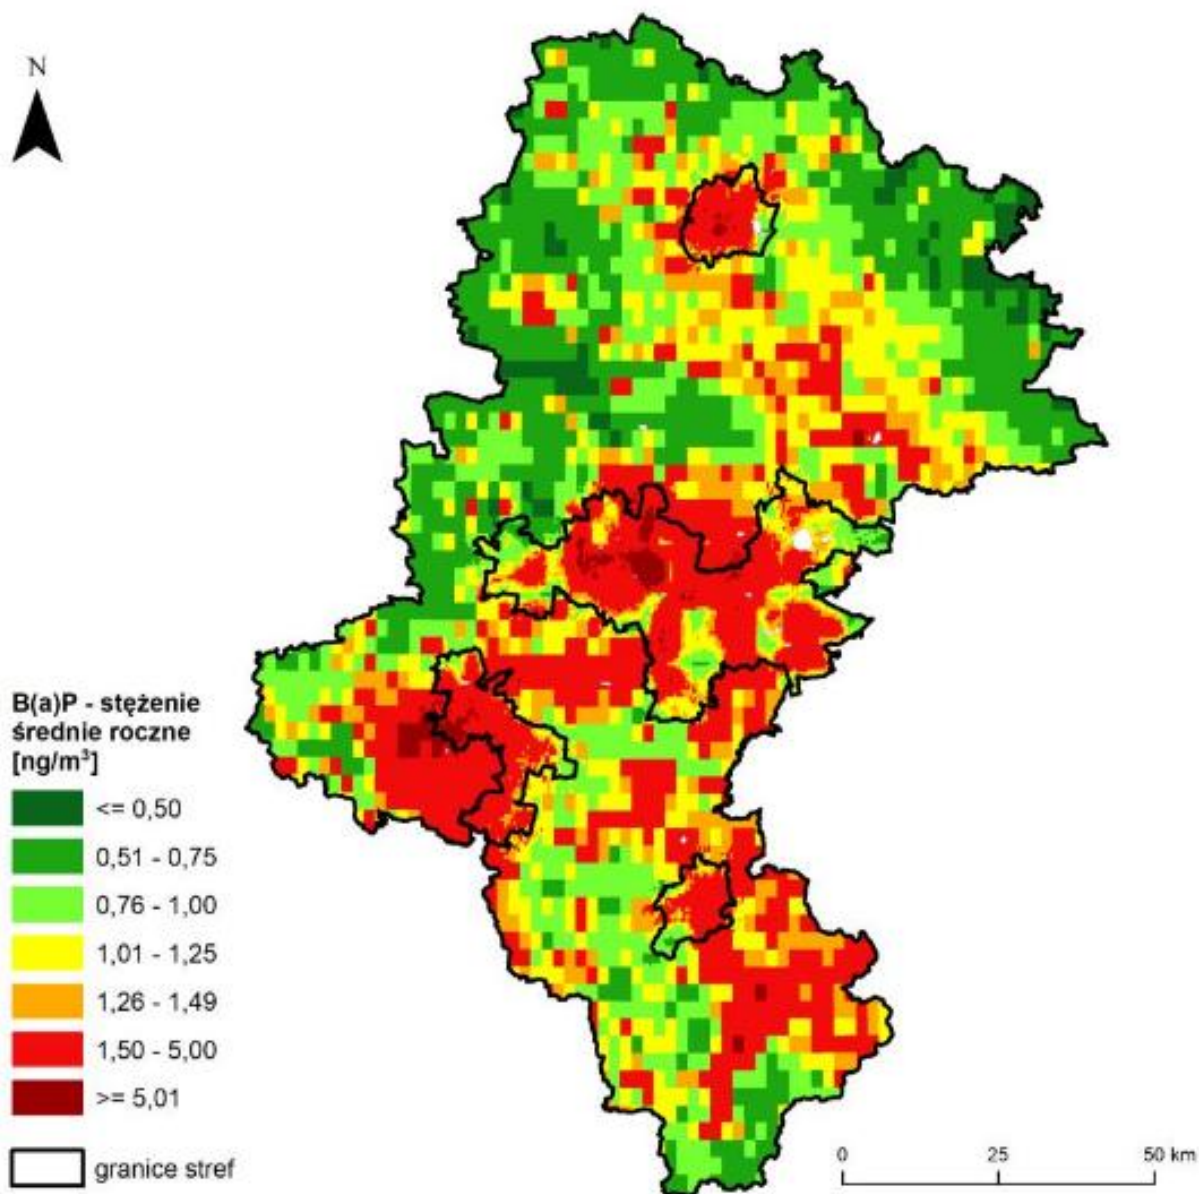 N
B(a)P - stężenie
średnie roczne
[ng/m³]
<= 0,50
0,51 - 0,75
0,76 - 1,00
1,01 - 1,25
1,26 - 1,49
1,50 - 5,00
>= 5,01
granice stref
0 25 50 km